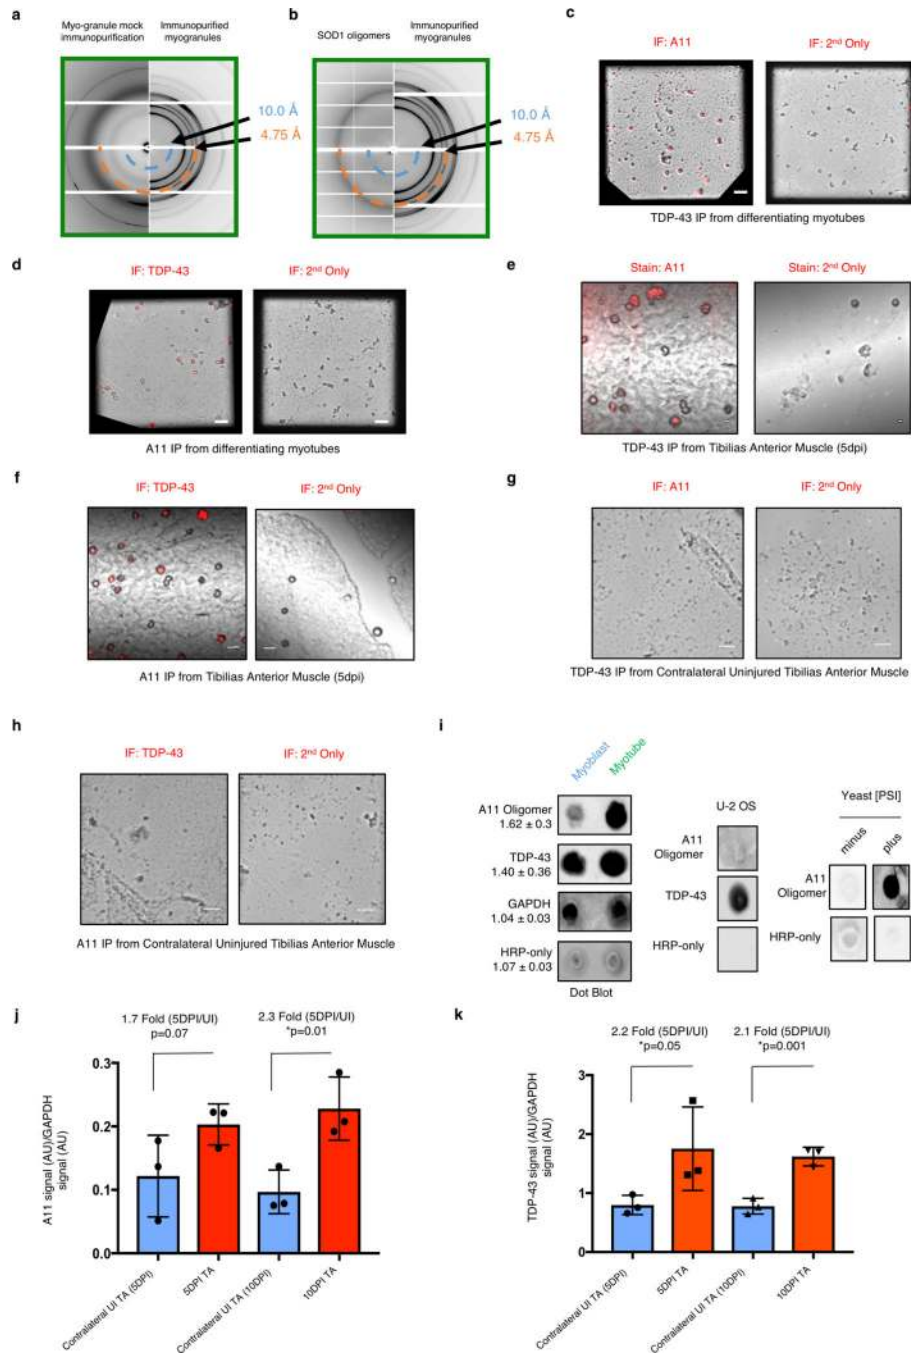 a
Myo-granule mock immunopurification
Immunopurified myogranules
10.0 Å
4.75 Å
b
SOD1 oligomers
Immunopurified myogranules
10.0 Å
4.75 Å
c
IF: A11
IF: 2nd Only
TDP-43 IP from differentiating myotubes
d
IF: TDP-43
IF: 2nd Only
A11 IP from differentiating myotubes
e
Stain: A11
Stain: 2nd Only
TDP-43 IP from Tibilias Anterior Muscle (5dpi)
f
IF: TDP-43
IF: 2nd Only
A11 IP from Tibilias Anterior Muscle (5dpi)
g
IF: A11
IF: 2nd Only
TDP-43 IP from Contralateral Uninjured Tibilias Anterior Muscle
h
IF: TDP-43
IF: 2nd Only
A11 IP from Contralateral Uninjured Tibilias Anterior Muscle
i
Myoblast
Myotube
A11 Oligomer
1.62 ± 0.3
TDP-43
1.40 ± 0.36
GAPDH
1.04 ± 0.03
HRP-only
1.07 ± 0.03
Dot Blot
U-2 OS
A11
Oligomer
TDP-43
HRP-only
Yeast [PSI]
minus
plus
A11
Oligomer
HRP-only
j
1.7 Fold (5DPI/UI)
p=0.07
2.3 Fold (5DPI/UI)
*p=0.01
A11 signal (AU)/GAPDH
signal (AU)
0.3
0.2
0.1
0.0
Contralateral UI TA (5DPI)
5DPI TA
Contralateral UI TA (10DPI)
10DPI TA
k
2.2 Fold (5DPI/UI)
*p=0.05
2.1 Fold (5DPI/UI)
*p=0.001
TDP-43 signal (AU)/GAPDH
signal (AU)
3
2
1
0
Contralateral UI TA (5DPI)
5DPI TA
Contralateral UI TA (10DPI)
10DPI TA